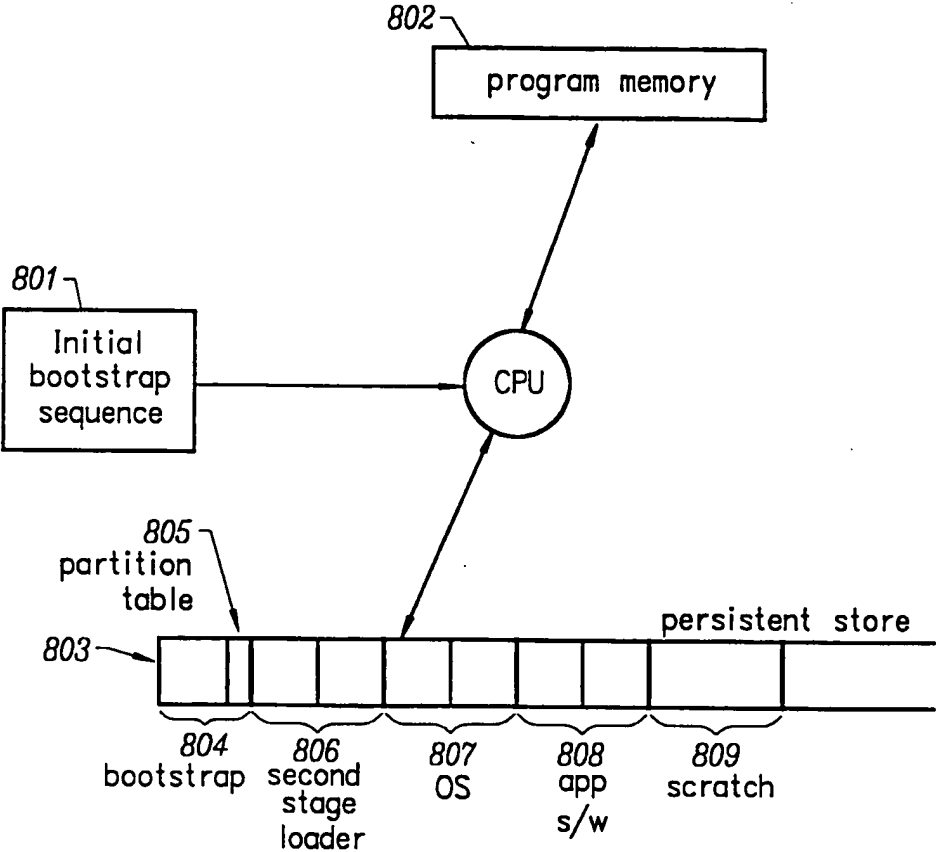 802
program memory
801
Initial
bootstrap
sequence
CPU
805
partition
table
persistent store
803
804
bootstrap
806
second
stage
loader
807
OS
808
app
s/w
809
scratch